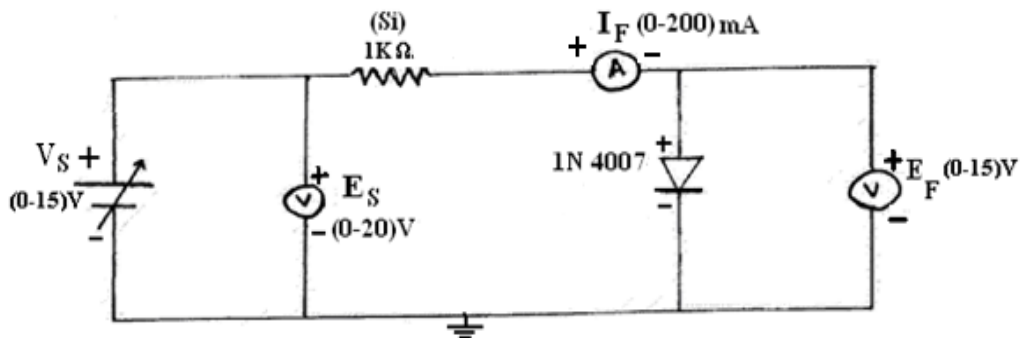 (Si)
1KΩ.
+ I_F (0-200) mA -
A
V_S +
(0-15)V
-
+
V E_S
- (0-20)V
+
1N 4007
-
+
V E_F (0-15)V
-